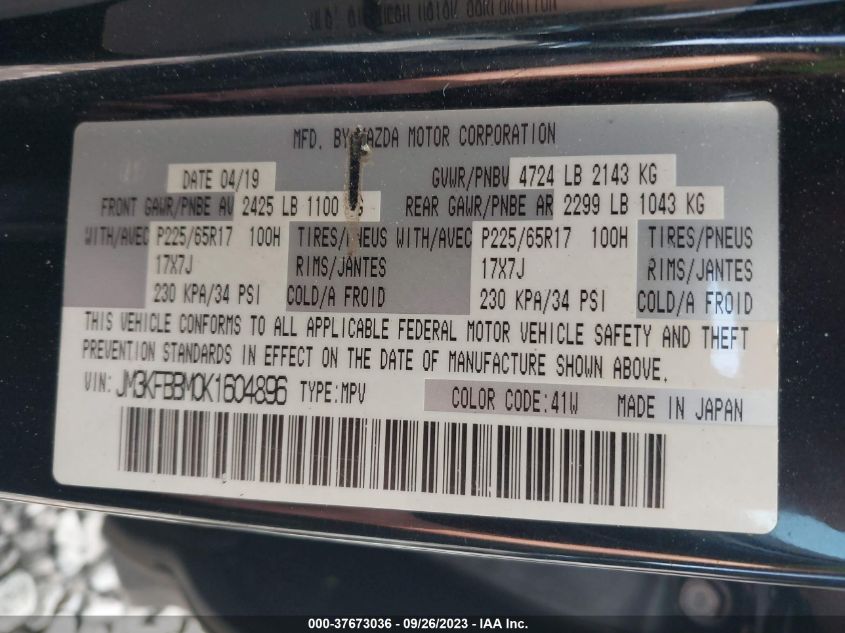 MFD. BY MAZDA MOTOR CORPORATION
DATE 04/19 GVWR/PNBV 4724 LB 2143 KG
FRONT GAWR/PNBE AV 2425 LB 1100 KG REAR GAWR/PNBE AR 2299 LB 1043 KG
WITH/AVEC P225/65R17 100H TIRES/PNEUS WITH/AVEC P225/65R17 100H TIRES/PNEUS
17X7J RIMS/JANTES 17X7J RIMS/JANTES
230 KPA/34 PSI COLD/A FROID 230 KPA/34 PSI COLD/A FROID
THIS VEHICLE CONFORMS TO ALL APPLICABLE FEDERAL MOTOR VEHICLE SAFETY AND THEFT
PREVENTION STANDARDS IN EFFECT ON THE DATE OF MANUFACTURE SHOWN ABOVE.
VIN: JM3KFBBM0K1604896 TYPE:MPV COLOR CODE:41W MADE IN JAPAN
000-37673036 - 09/26/2023 - IAA Inc.